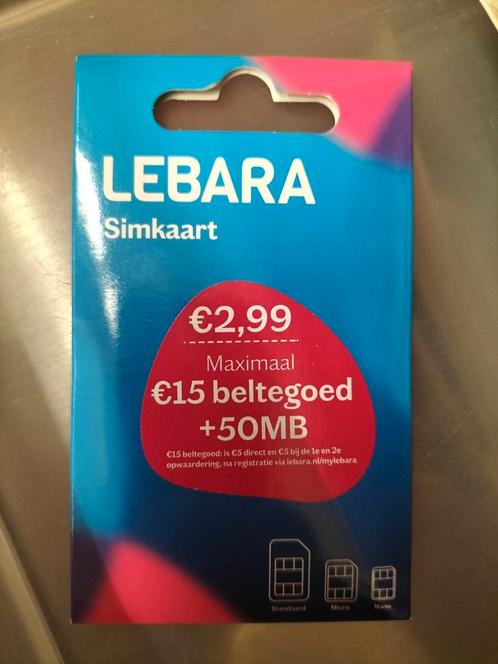 LEBARA
Simkaart
€2,99
Maximaal
€15 beltegoed
+50MB
€15 beltegoed: is €5 direct en €5 bij de 1e en 2e
opwaardering, na registratie via lebara.nl/mylebara
Standaard Micro Nano